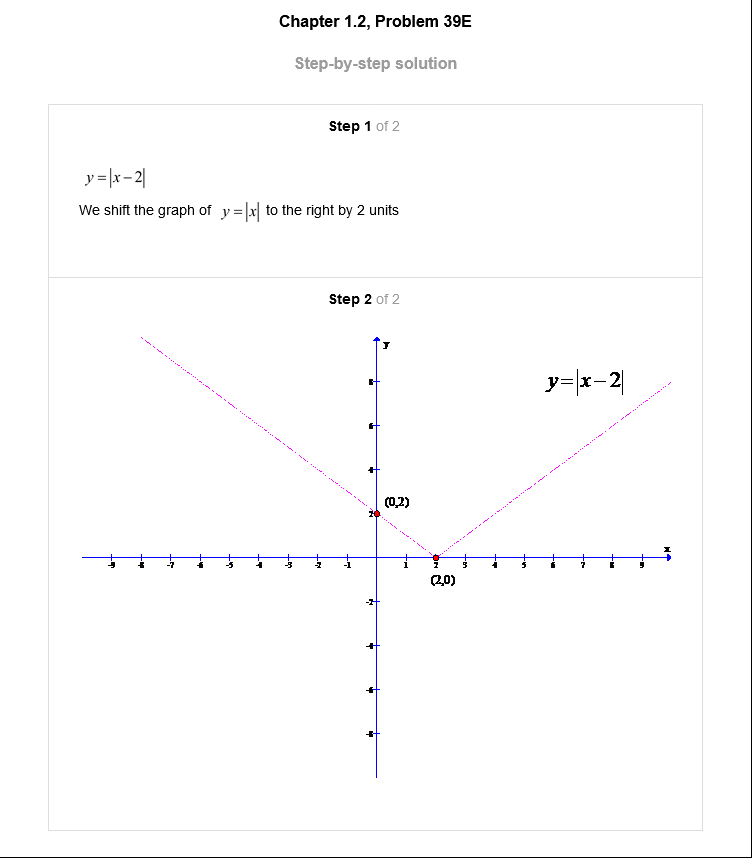 Chapter 1.2, Problem 39E
Step-by-step solution
Step 1 of 2
y=|x−2|
We shift the graph of y=|x| to the right by 2 units
Step 2 of 2
y
y=|x−2|
8
6
4
(0,2)
2
x
-9 -8 -7 -6 -5 -4 -3 -2 -1 1 2 3 4 5 6 7 8 9
(2,0)
-2
-4
-6
-8